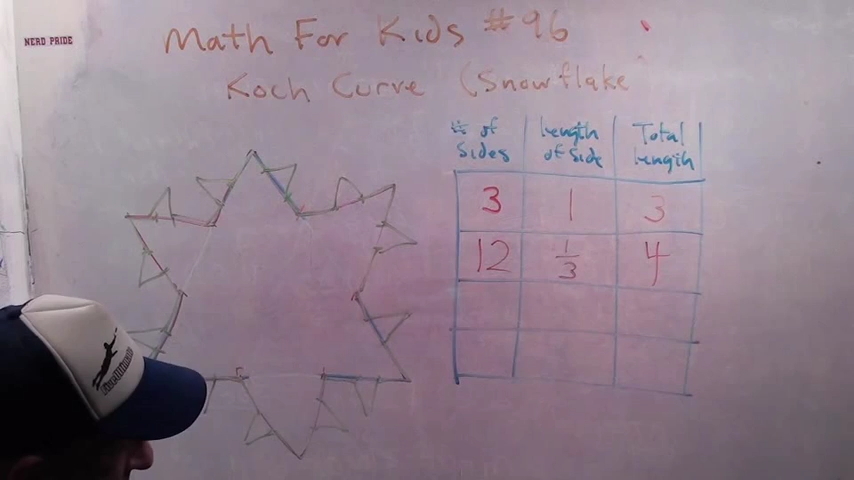 NERD PRIDE
Math For Kids #96
Koch Curve (Snowflake
# of Sides
length of side
Total length
3 1 3
12 1/3 4